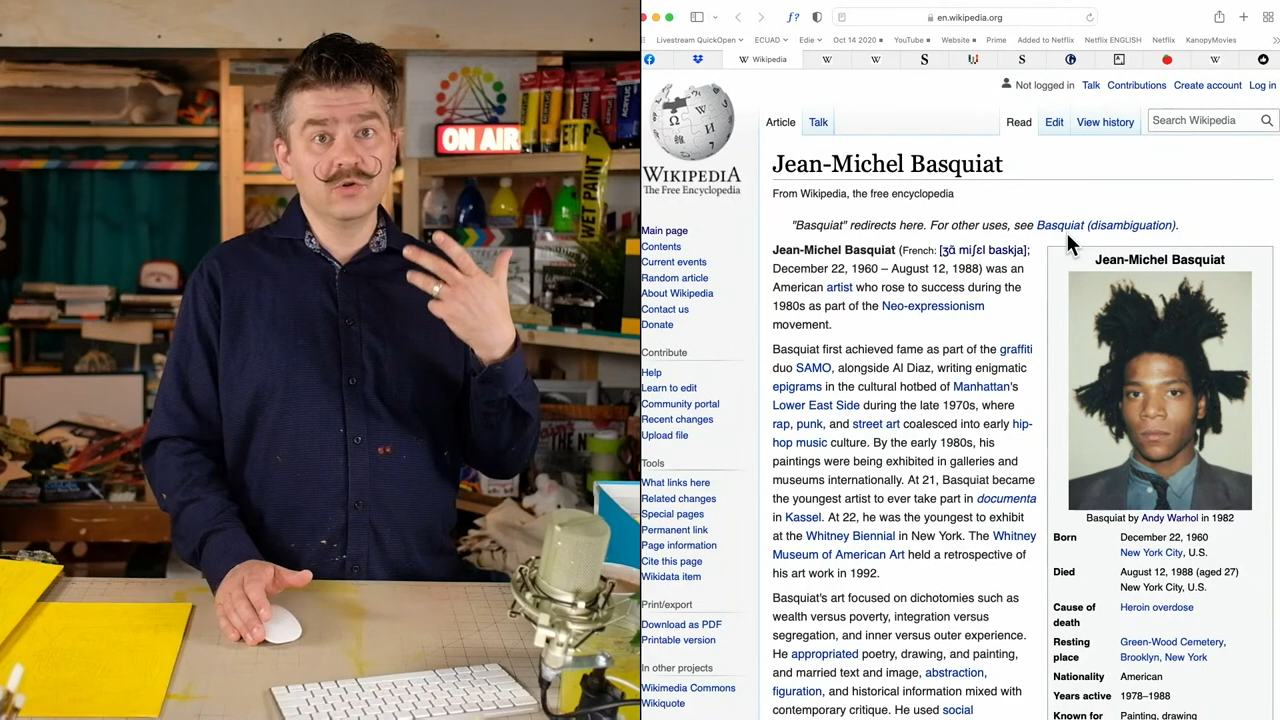 ON AIR
ACRYLIC
WET PAINT
en.wikipedia.org
Livestream QuickOpen
ECUAD
Edie
Oct 14 2020
YouTube
Website
Prime
Added to Netflix
Netflix ENGLISH
Netflix
KanopyMovies
Wikipedia
Not logged in Talk Contributions Create account Log in
Article Talk Read Edit View history Search Wikipedia
WIKIPEDIA
The Free Encyclopedia
Main page
Contents
Current events
Random article
About Wikipedia
Contact us
Donate
Contribute
Help
Learn to edit
Community portal
Recent changes
Upload file
Tools
What links here
Related changes
Special pages
Permanent link
Page information
Cite this page
Wikidata item
Print/export
Download as PDF
Printable version
In other projects
Wikimedia Commons
Wikiquote
Jean-Michel Basquiat
From Wikipedia, the free encyclopedia
"Basquiat" redirects here. For other uses, see Basquiat (disambiguation).
Jean-Michel Basquiat (French: [ʒɑ̃ miʃɛl baskja];
December 22, 1960 – August 12, 1988) was an
American artist who rose to success during the
1980s as part of the Neo-expressionism
movement.
Basquiat first achieved fame as part of the graffiti
duo SAMO, alongside Al Diaz, writing enigmatic
epigrams in the cultural hotbed of Manhattan's
Lower East Side during the late 1970s, where
rap, punk, and street art coalesced into early hip-
hop music culture. By the early 1980s, his
paintings were being exhibited in galleries and
museums internationally. At 21, Basquiat became
the youngest artist to ever take part in documenta
in Kassel. At 22, he was the youngest to exhibit
at the Whitney Biennial in New York. The Whitney
Museum of American Art held a retrospective of
his art work in 1992.
Basquiat's art focused on dichotomies such as
wealth versus poverty, integration versus
segregation, and inner versus outer experience.
He appropriated poetry, drawing, and painting,
and married text and image, abstraction,
figuration, and historical information mixed with
contemporary critique. He used social
Jean-Michel Basquiat
Basquiat by Andy Warhol in 1982
Born December 22, 1960
New York City, U.S.
Died August 12, 1988 (aged 27)
New York City, U.S.
Cause of death Heroin overdose
Resting place Green-Wood Cemetery,
Brooklyn, New York
Nationality American
Years active 1978–1988
Known for Painting, drawing